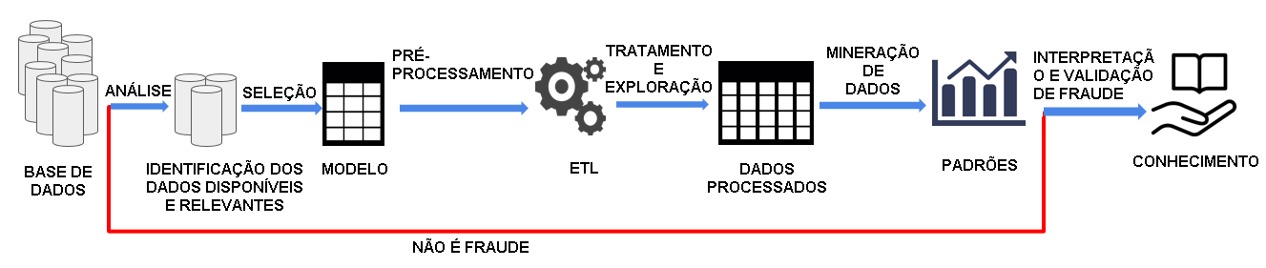 BASE DE
DADOS
ANÁLISE
IDENTIFICAÇÃO DOS
DADOS DISPONÍVEIS
E RELEVANTES
SELEÇÃO
MODELO
PRÉ-
PROCESSAMENTO
ETL
TRATAMENTO
E
EXPLORAÇÃO
DADOS
PROCESSADOS
MINERAÇÃO
DE
DADOS
PADRÕES
INTERPRETAÇÃ
O E VALIDAÇÃO
DE FRAUDE
CONHECIMENTO
NÃO É FRAUDE